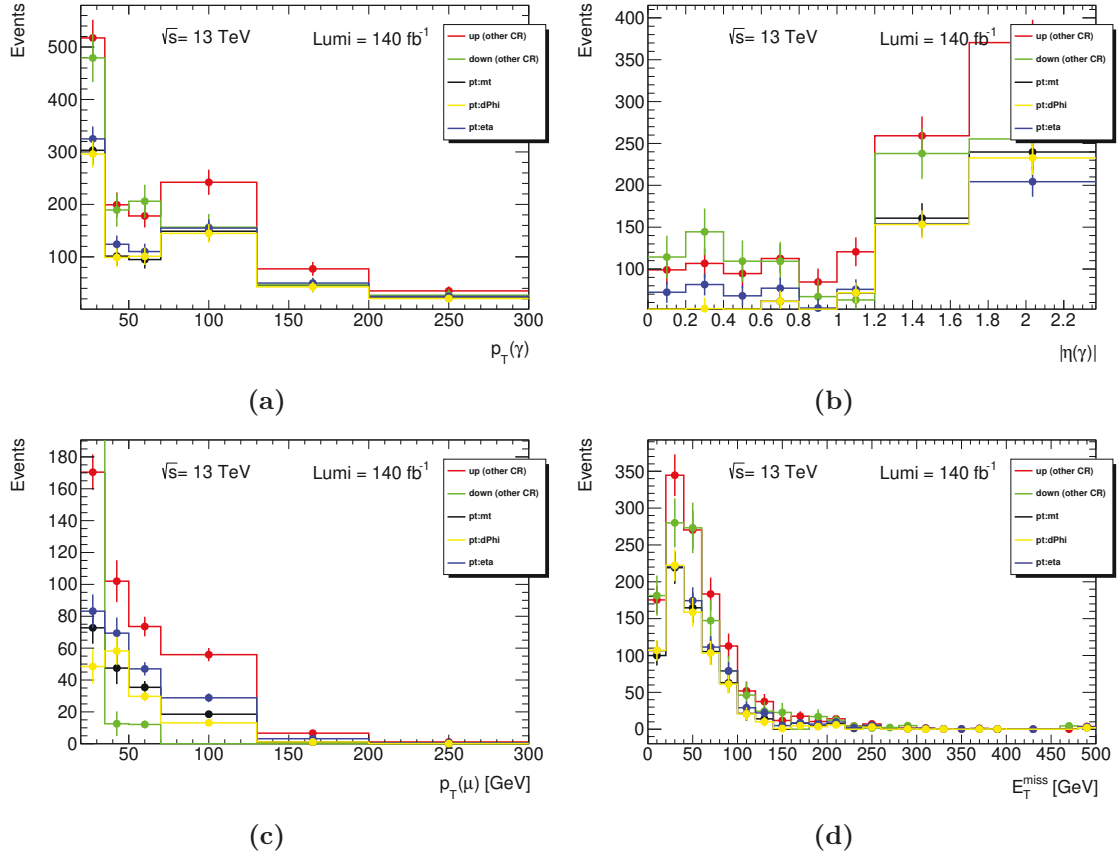 Events
√s= 13 TeV
Lumi = 140 fb⁻¹
up (other CR)
down (other CR)
pt:mt
pt:dPhi
pt:eta
500
400
300
200
100
50 100 150 200 250 300
p_T(γ)
(a)
Events
√s= 13 TeV
Lumi = 140 fb⁻¹
up (other CR)
down (other CR)
pt:mt
pt:dPhi
pt:eta
400
350
300
250
200
150
100
0 0.2 0.4 0.6 0.8 1 1.2 1.4 1.6 1.8 2 2.2
|η(γ)|
(b)
Events
√s= 13 TeV
Lumi = 140 fb⁻¹
up (other CR)
down (other CR)
pt:mt
pt:dPhi
pt:eta
180
160
140
120
100
80
60
40
20
0
50 100 150 200 250 300
p_T(μ) [GeV]
(c)
Events
√s= 13 TeV
Lumi = 140 fb⁻¹
up (other CR)
down (other CR)
pt:mt
pt:dPhi
pt:eta
350
300
250
200
150
100
50
0
0 50 100 150 200 250 300 350 400 450 500
E_T^miss [GeV]
(d)